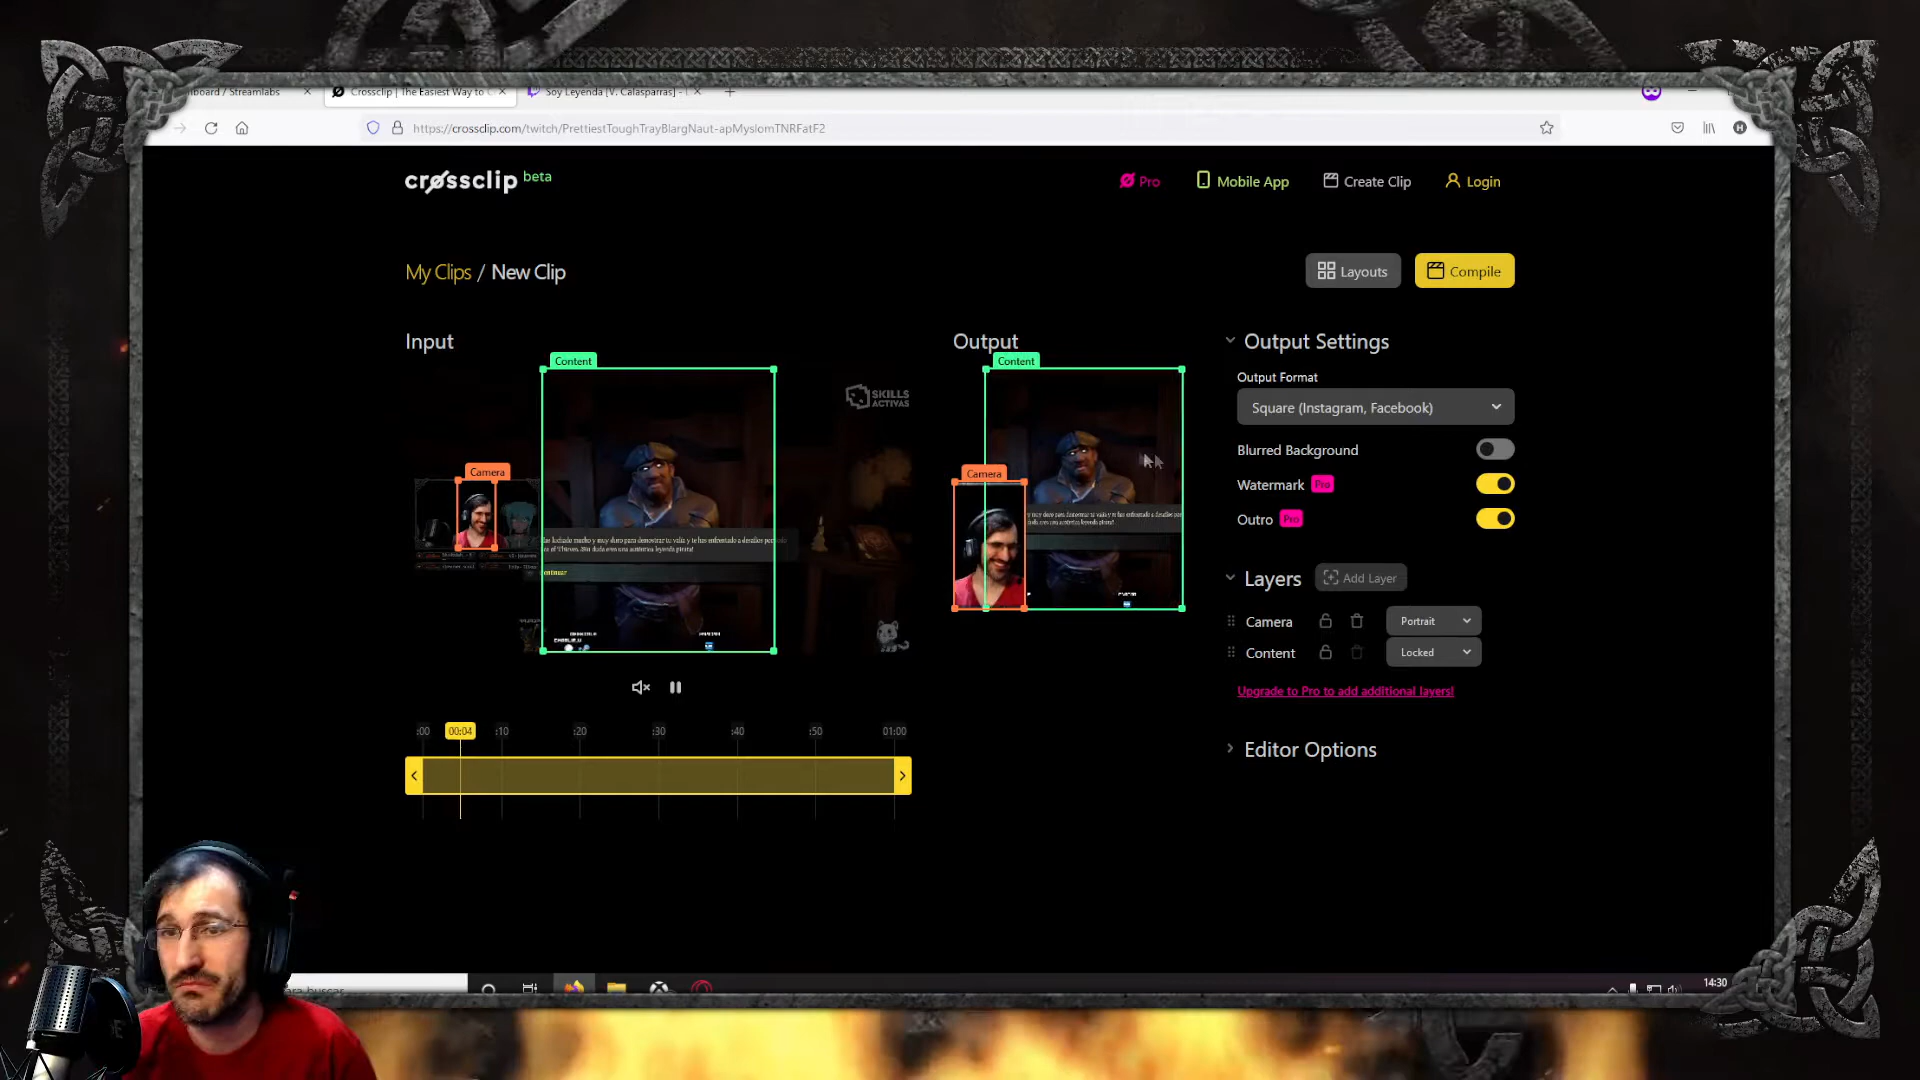 board / Streamlabs
Crossclip | The Easiest Way to C
Soy Leyenda [V. Calasparras] -
https://crossclip.com/twitch/PrettiestToughTrayBlargNaut-apMyslomTNRFatF2
crøssclip beta
Pro
Mobile App
Create Clip
Login
My Clips / New Clip
Layouts
Compile
Input
Output
Output Settings
Content
Content
Output Format
SKILLS
ACTIVAS
Square (Instagram, Facebook)
Blurred Background
Camera
Camera
Watermark Pro
Outro Pro
Layers
Add Layer
Camera
Portrait
Content
Locked
Upgrade to Pro to add additional layers!
Editor Options
:00
00:04
:10
:20
:30
:40
:50
01:00
14:30